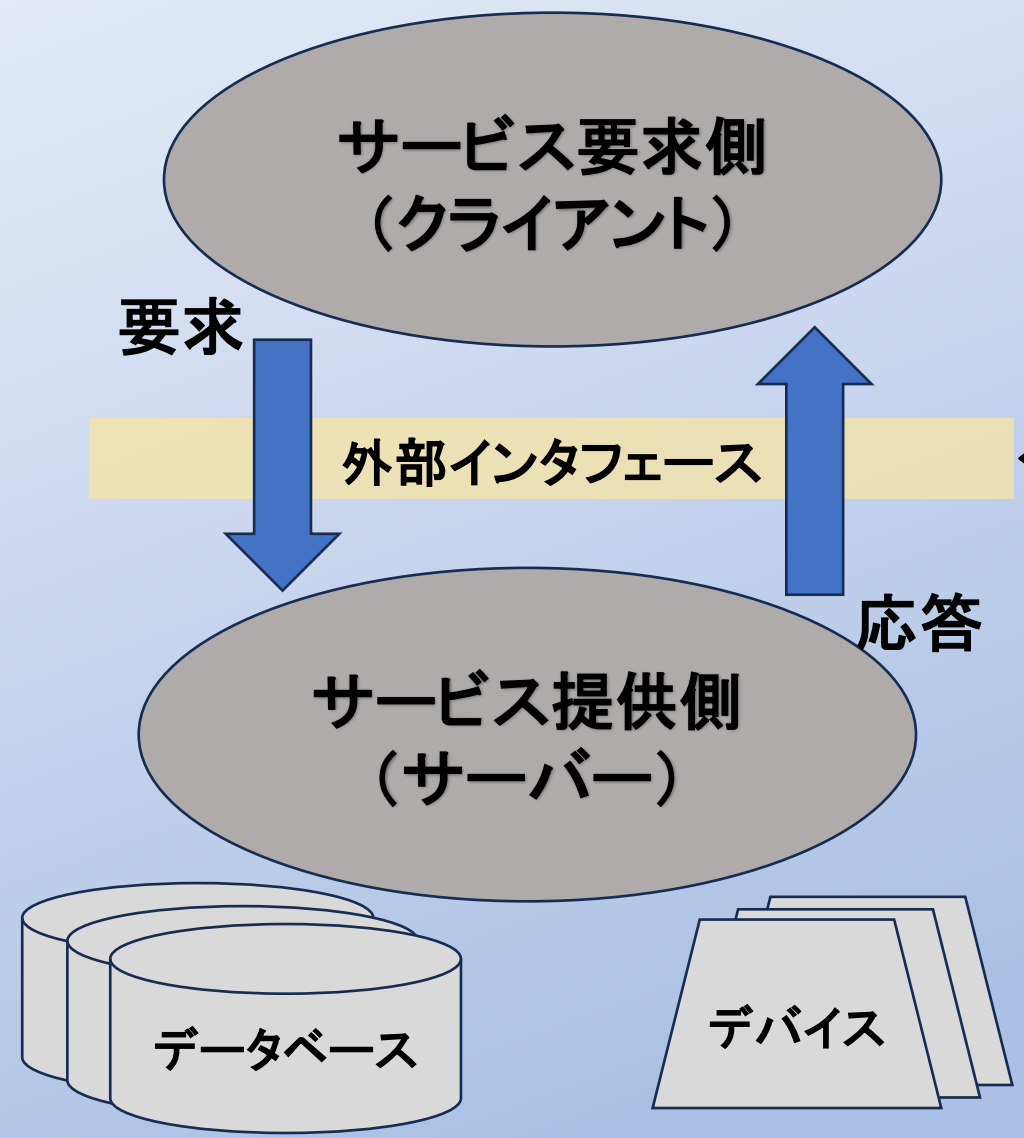 サービス要求側
（クライアント）
要求
外部インタフェース
応答
サービス提供側
（サーバー）
データベース
デバイス